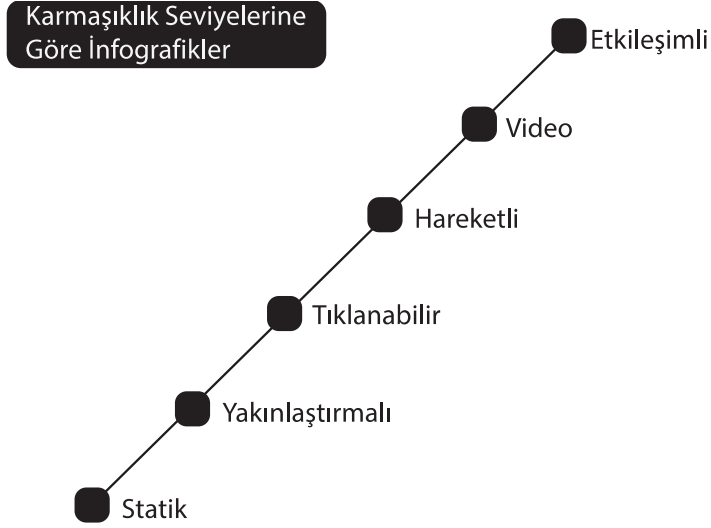 Karmaşıklık Seviyelerine
Göre İnfografikler
Etkileşimli
Video
Hareketli
Tıklanabilir
Yakınlaştırmalı
Statik